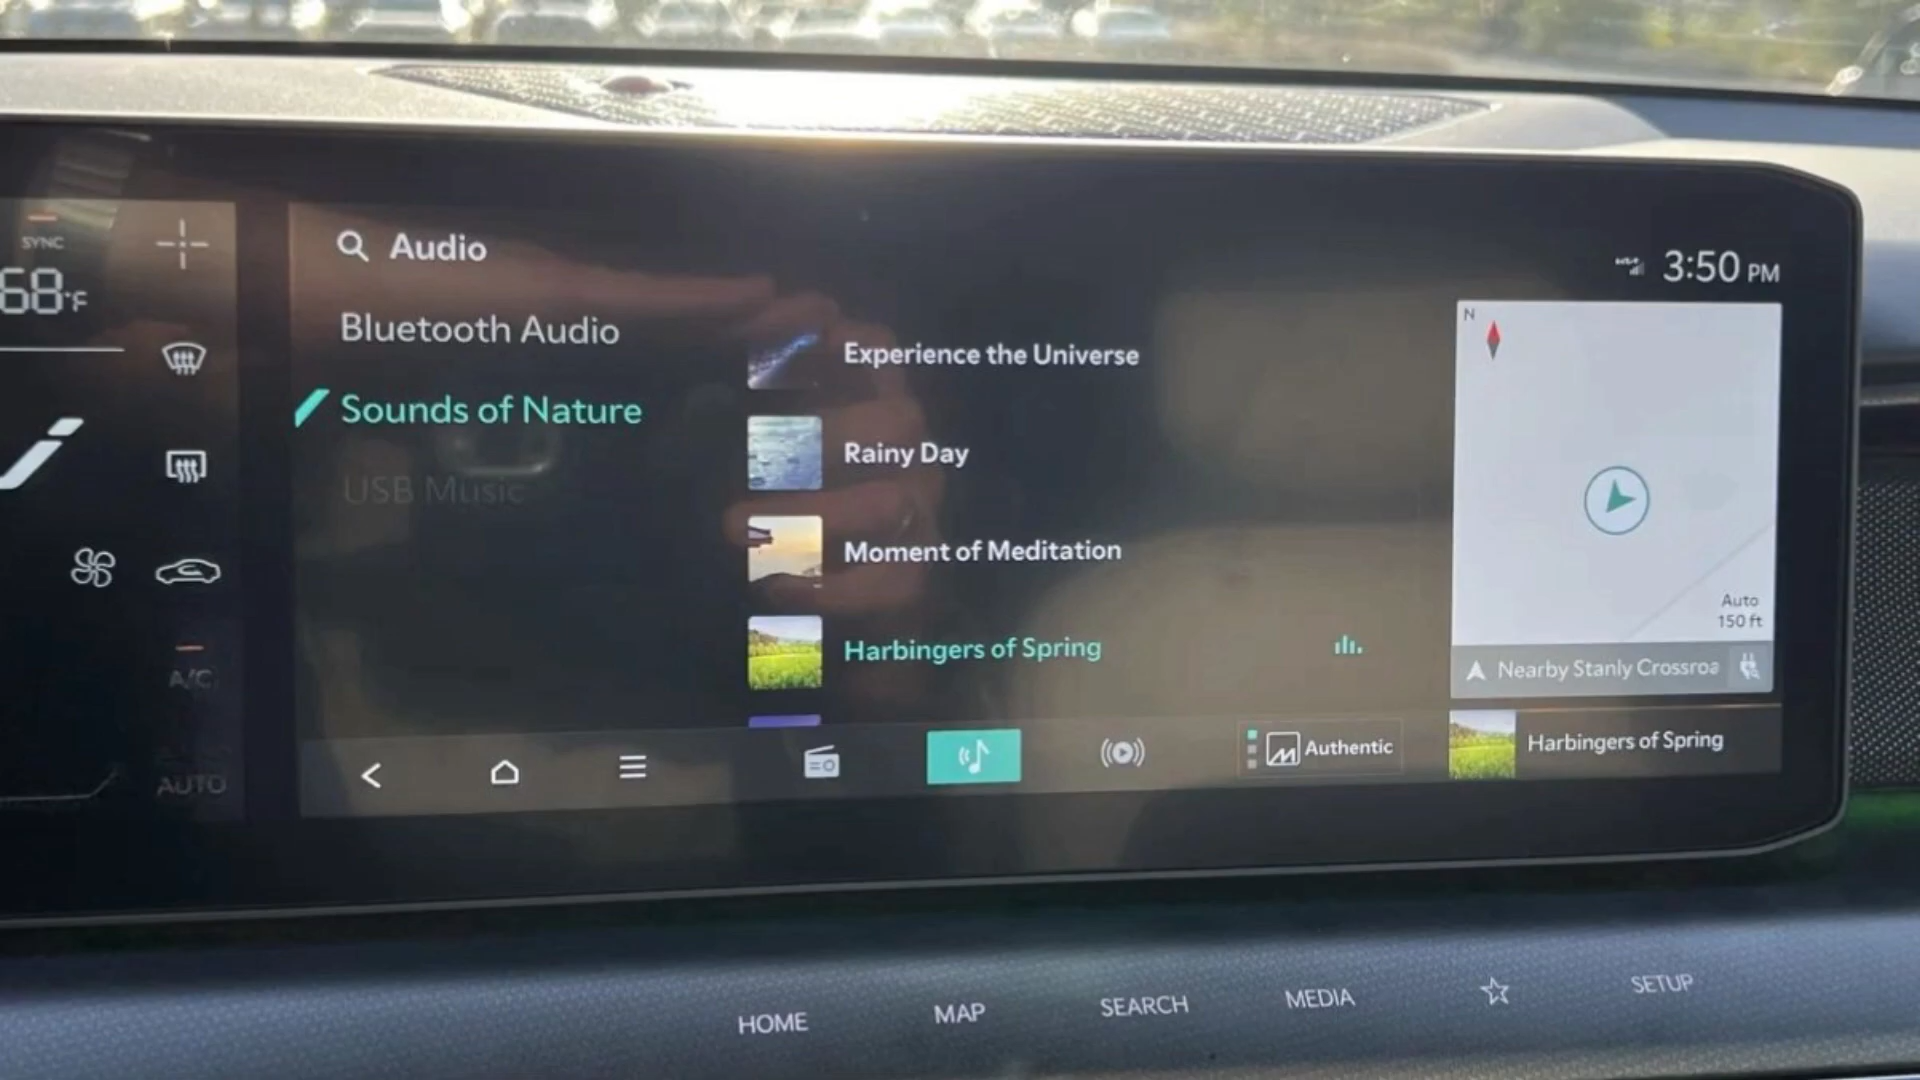 SYNC
68°F
A/C
AUTO
Audio
Bluetooth Audio
Sounds of Nature
USB Music
Experience the Universe
Rainy Day
Moment of Meditation
Harbingers of Spring
Authentic
3:50 PM
N
Auto
150 ft
Nearby Stanly Crossroa
Harbingers of Spring
HOME
MAP
SEARCH
MEDIA
SETUP